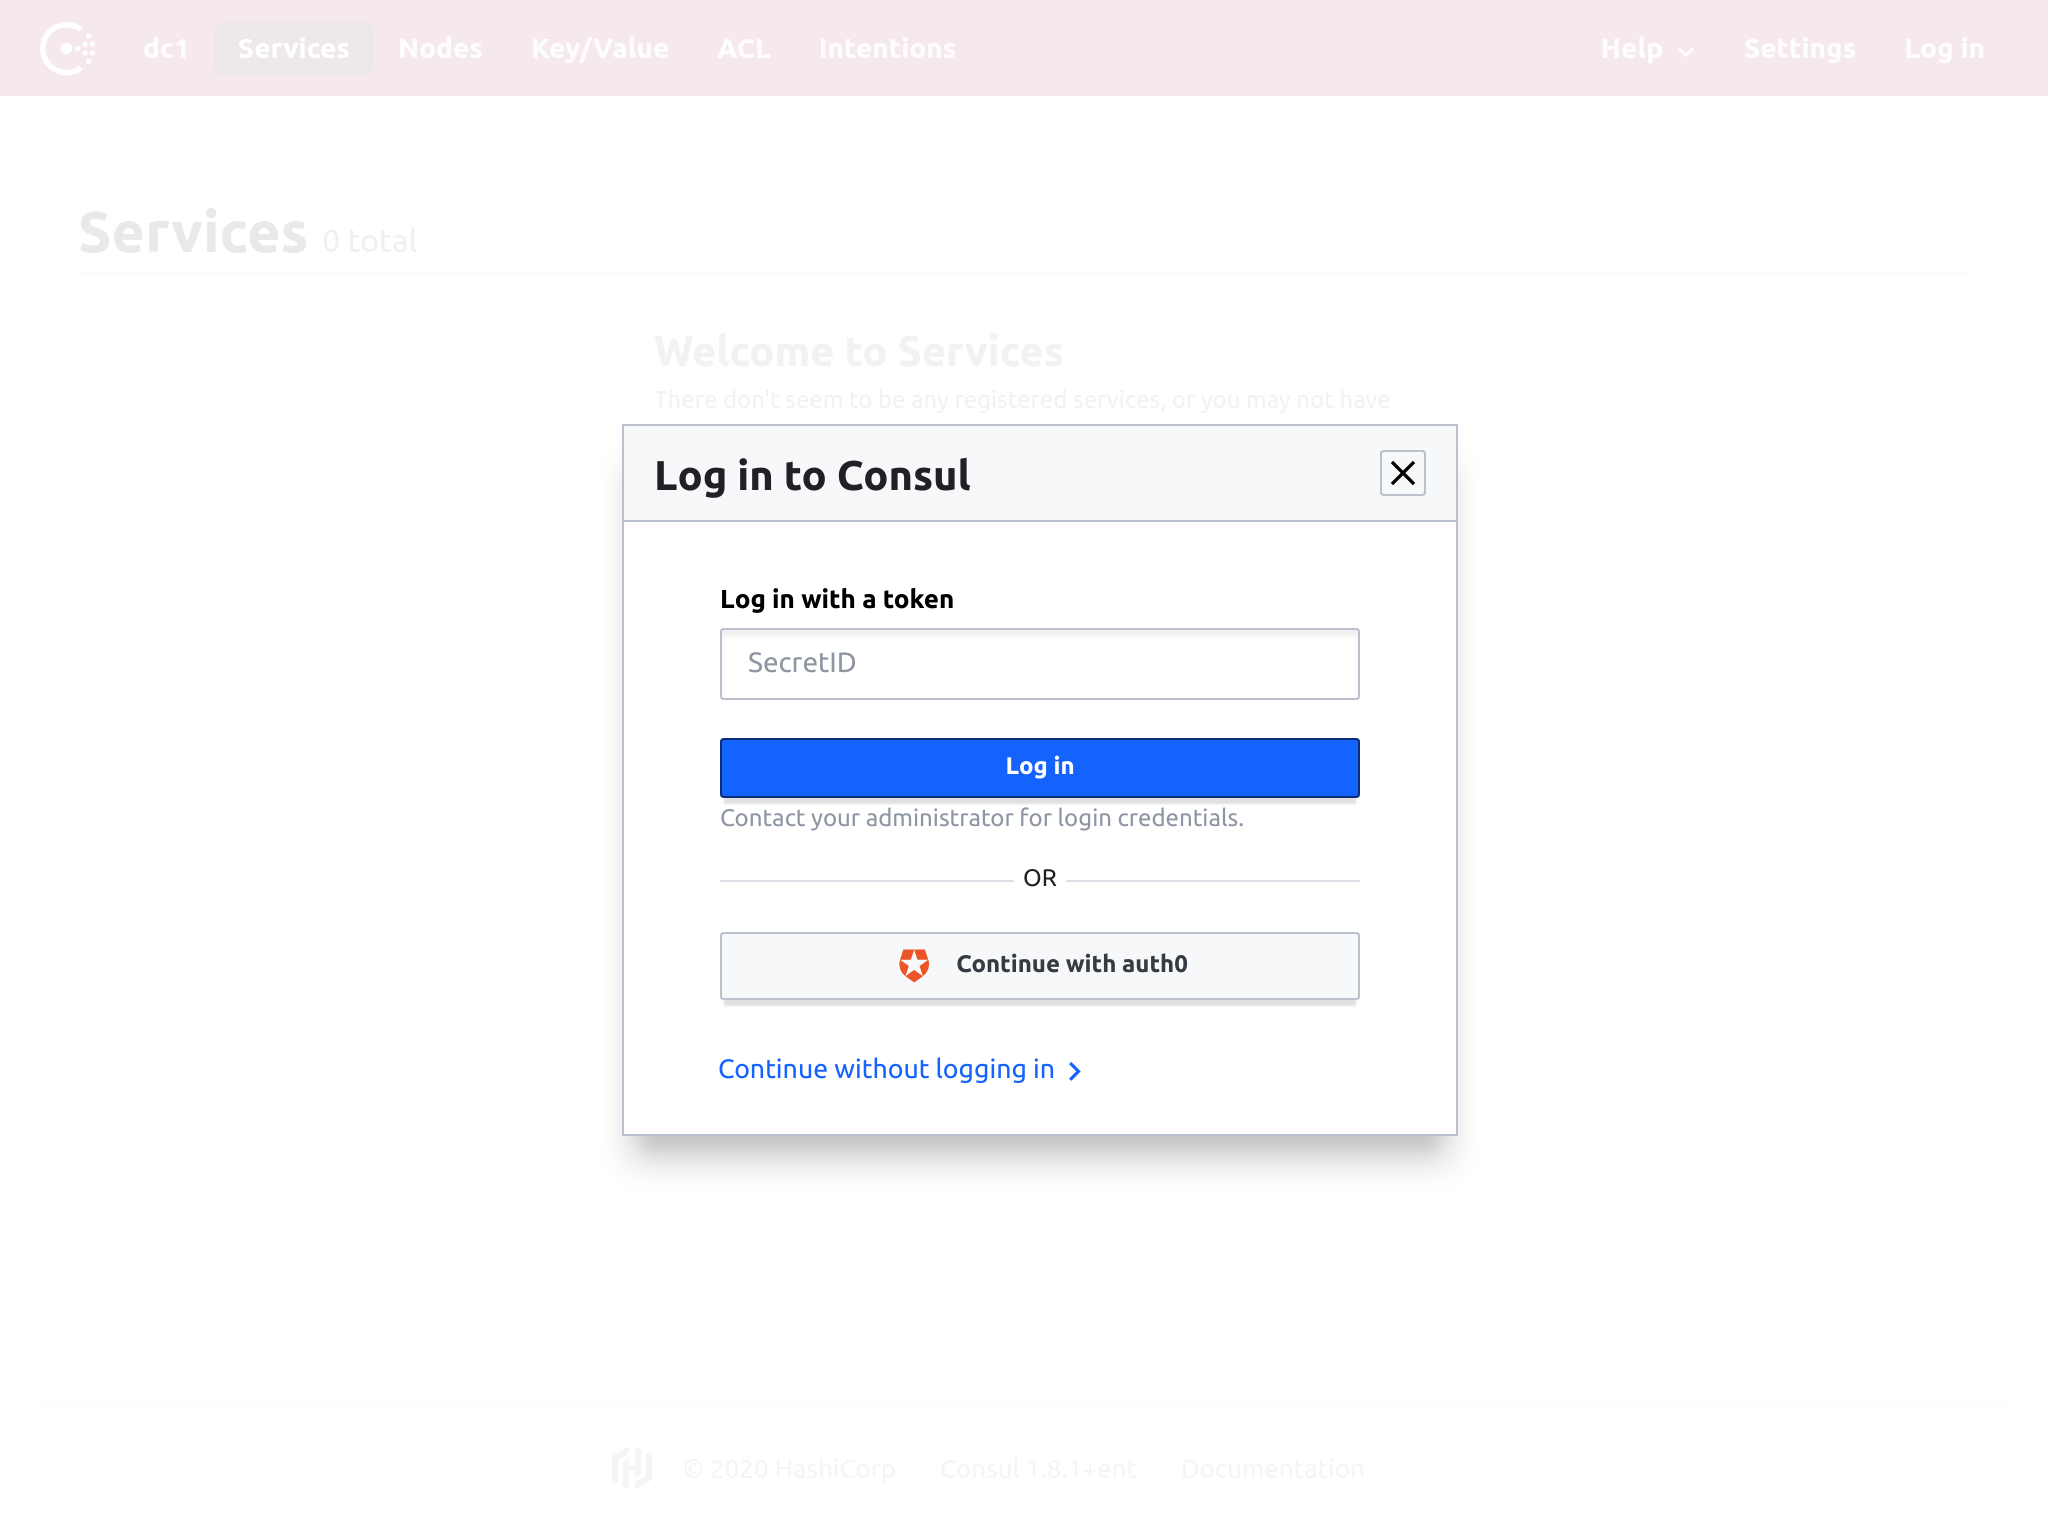 dc1 Services Nodes Key/Value ACL Intentions Help Settings Log in
Services 0 total
Welcome to Services
There don't seem to be any registered services, or you may not have
Log in to Consul
Log in with a token
SecretID
Log in
Contact your administrator for login credentials.
OR
Continue with auth0
Continue without logging in
© 2020 HashiCorp Consul 1.8.1+ent Documentation